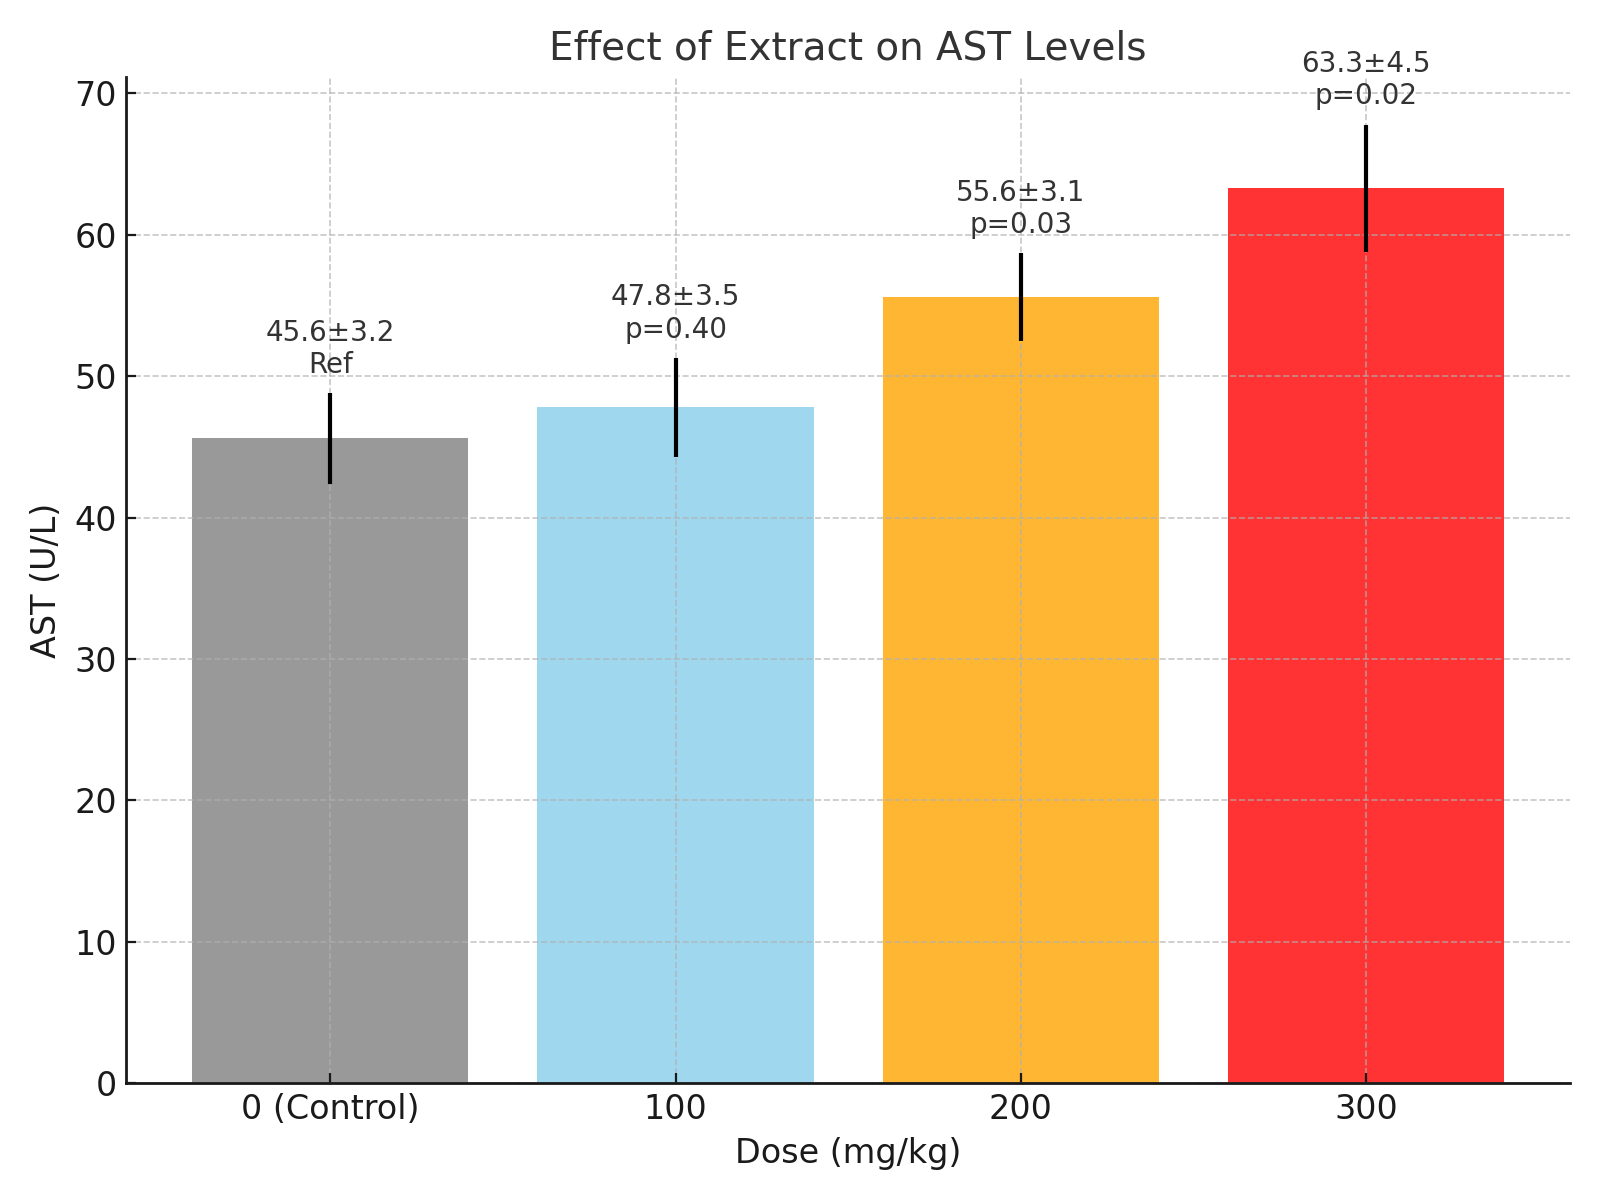 Effect of Extract on AST Levels
63.3±4.5
p=0.02
55.6±3.1
p=0.03
47.8±3.5
p=0.40
45.6±3.2
Ref
AST (U/L)
70
60
50
40
30
20
10
0
0 (Control)
100
200
300
Dose (mg/kg)